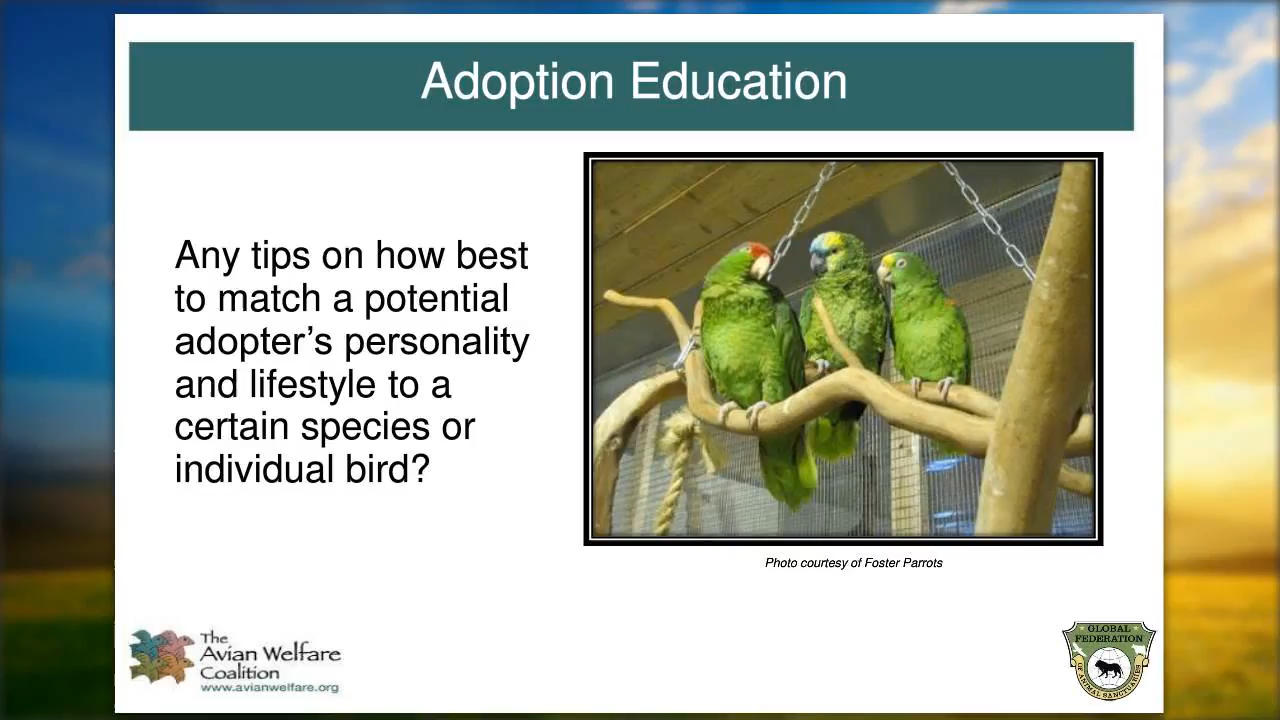 Adoption Education
Any tips on how best
to match a potential
adopter’s personality
and lifestyle to a
certain species or
individual bird?
Photo courtesy of Foster Parrots
The
Avian Welfare
Coalition
www.avianwelfare.org
GLOBAL
FEDERATION
OF ANIMAL SANCTUARIES